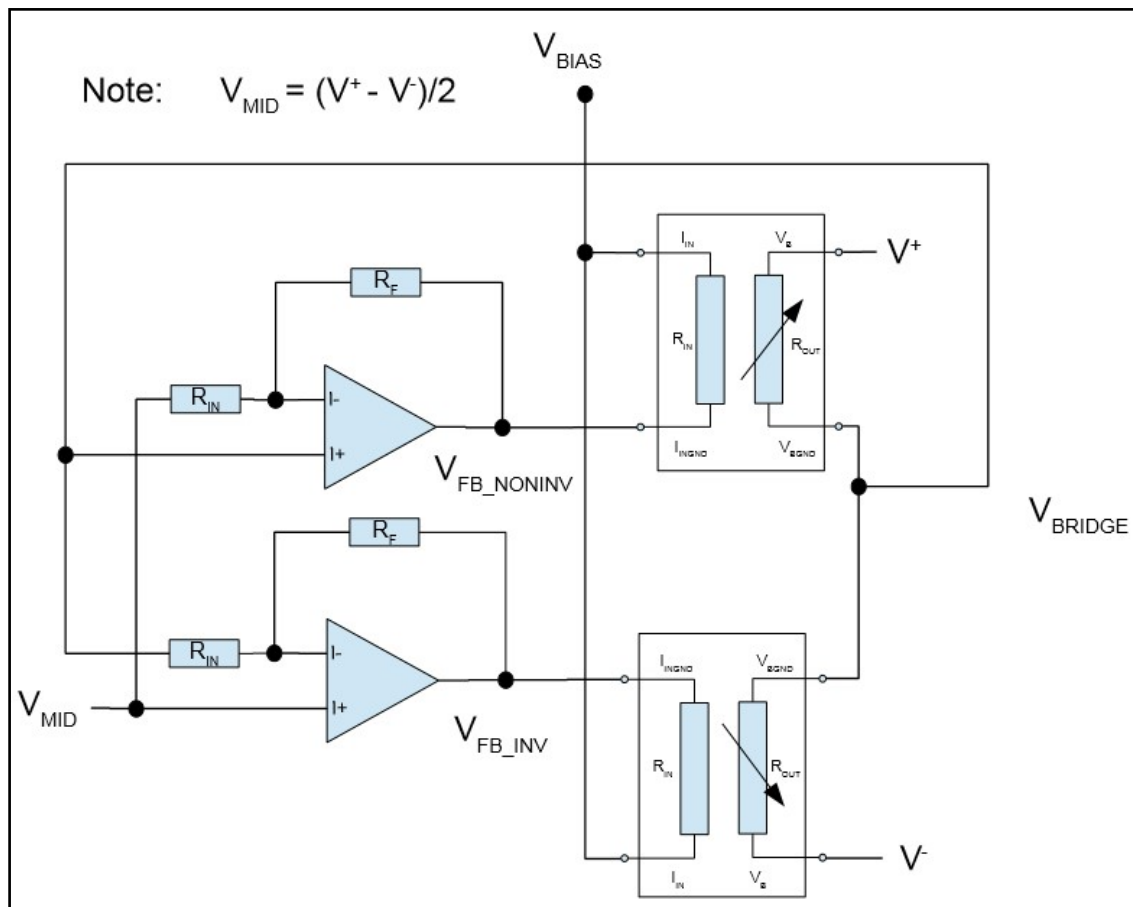 V_BIAS
Note: V_MID = (V⁺ - V⁻)/2
I_IN V_B V⁺
R_F
R_IN R_OUT
R_IN I-
I+
I_INGND V_BGND
V_FB_NONINV
V_BRIDGE
R_F
R_IN I-
I_INGND V_BGND
V_MID I+
V_FB_INV
R_IN R_OUT
I_IN V_B V⁻